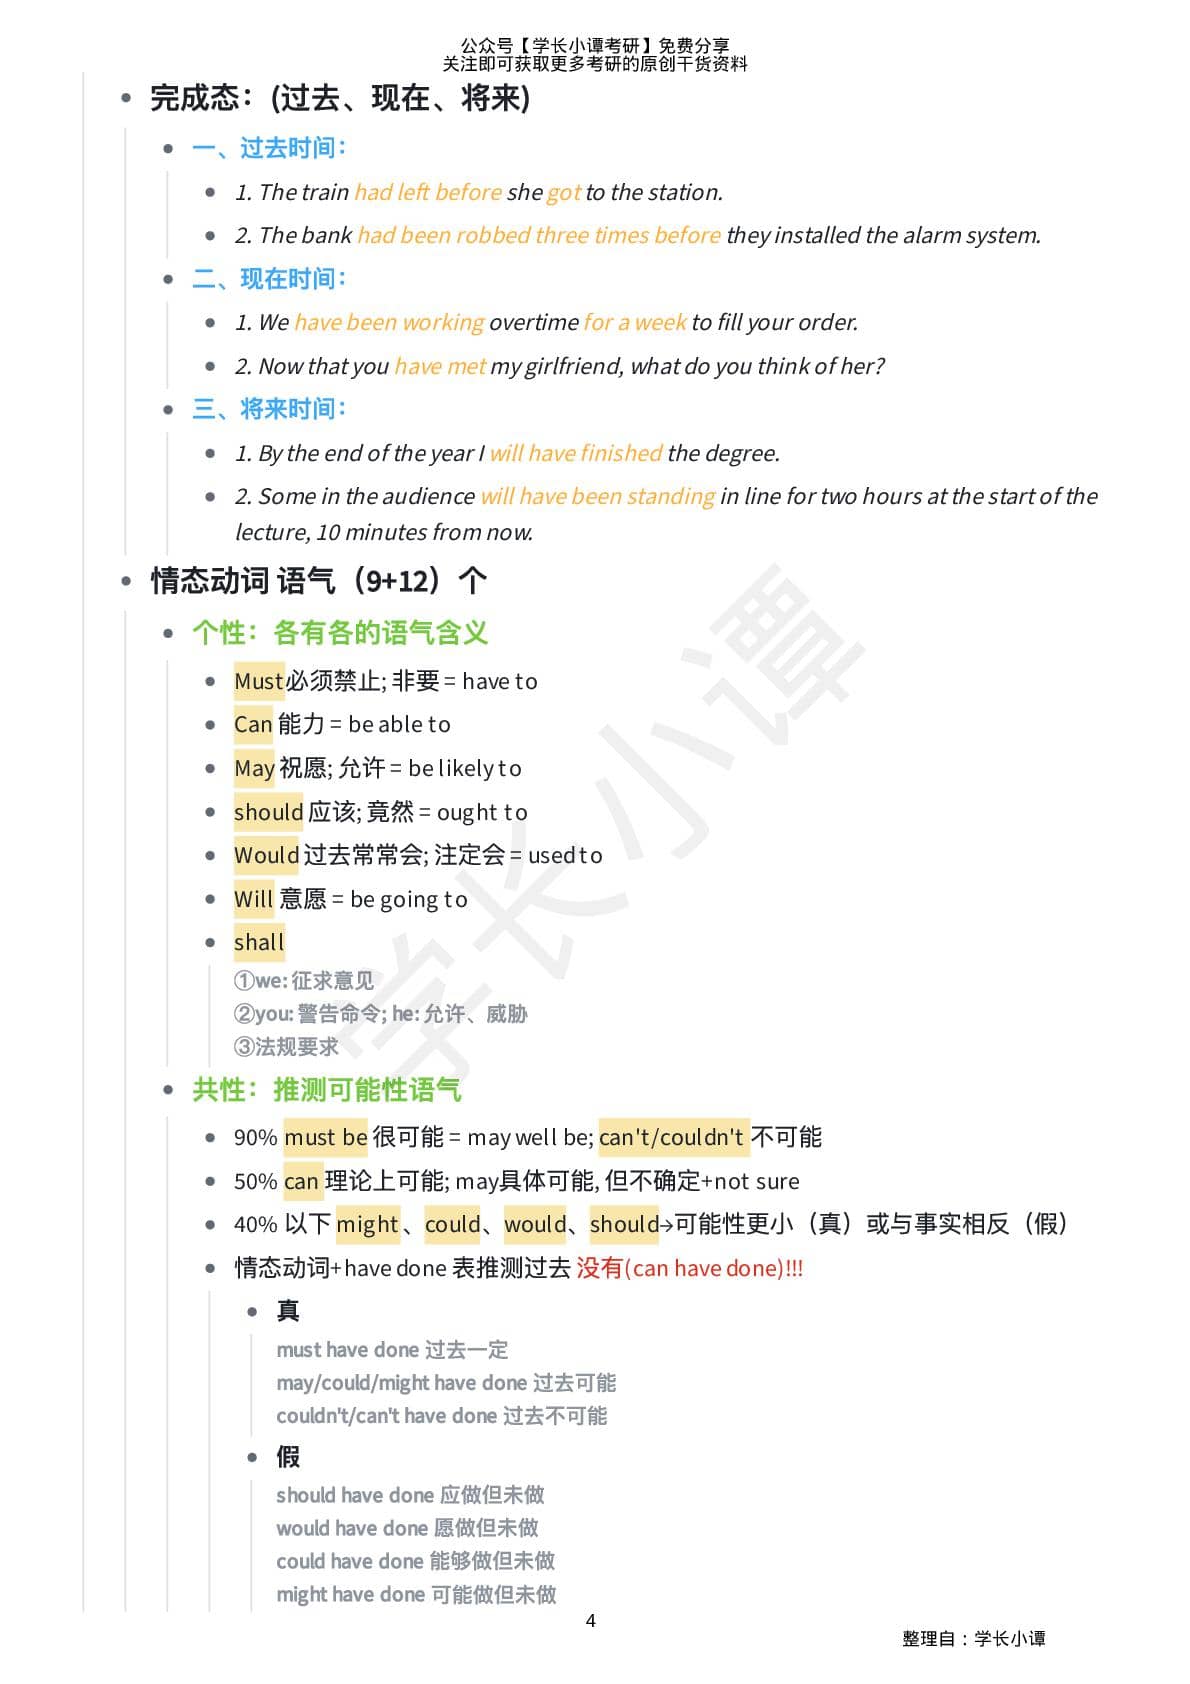 公众号【学长小谭考研】免费分享
关注即可获取更多考研的原创干货资料
完成态：(过去、现在、将来)
一、过去时间：
1. The train had left before she got to the station.
2. The bank had been robbed three times before they installed the alarm system.
二、现在时间：
1. We have been working overtime for a week to fill your order.
2. Now that you have met my girlfriend, what do you think of her?
三、将来时间：
1. By the end of the year I will have finished the degree.
2. Some in the audience will have been standing in line for two hours at the start of the
lecture, 10 minutes from now.
情态动词 语气（9+12）个
个性：各有各的语气含义
Must必须禁止; 非要 = have to
Can 能力 = be able to
May 祝愿; 允许 = be likely to
should 应该; 竟然 = ought to
Would 过去常常会; 注定会 = used to
Will 意愿 = be going to
shall
①we: 征求意见
②you: 警告命令; he: 允许、威胁
③法规要求
共性：推测可能性语气
90% must be 很可能 = may well be; can't/couldn't 不可能
50% can 理论上可能; may具体可能, 但不确定+not sure
40% 以下 might 、could、would、should→可能性更小（真）或与事实相反（假）
情态动词+have done 表推测过去 没有(can have done)!!!
真
must have done 过去一定
may/could/might have done 过去可能
couldn't/can't have done 过去不可能
假
should have done 应做但未做
would have done 愿做但未做
could have done 能够做但未做
might have done 可能做但未做
4
整理自：学长小谭
学长小谭